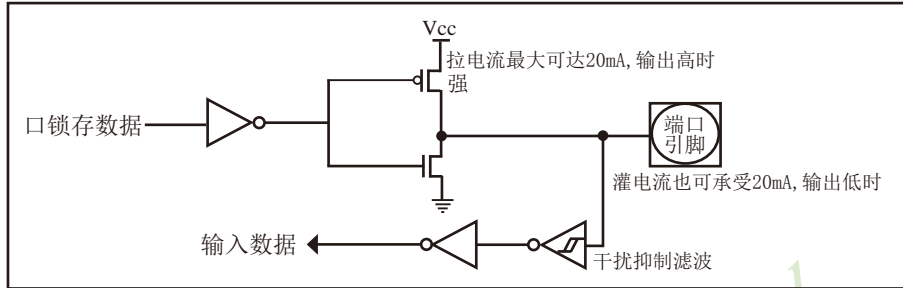 Vcc
拉电流最大可达20mA,输出高时
强
口锁存数据
端口
引脚
灌电流也可承受20mA,输出低时
输入数据
干扰抑制滤波